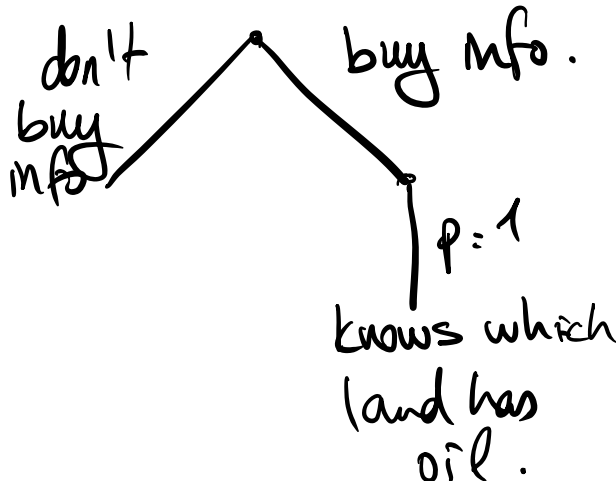 don't
buy
info
buy info.
p=1
knows which
land has
oil.